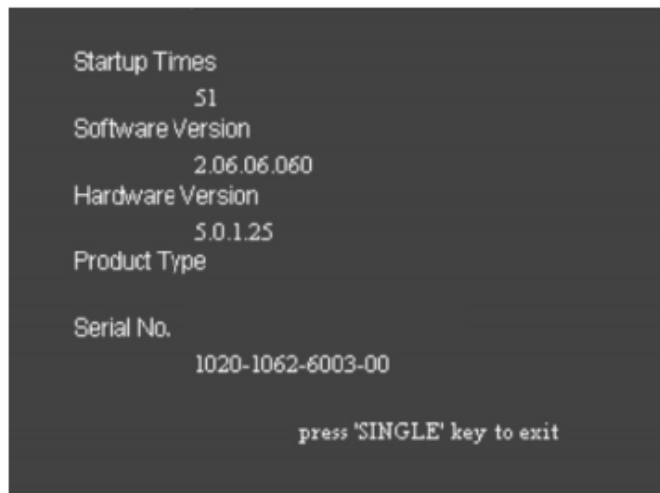 Startup Times
51
Software Version
2.06.06.060
Hardware Version
5.0.1.25
Product Type
Serial No.
1020-1062-6003-00
press 'SINGLE' key to exit